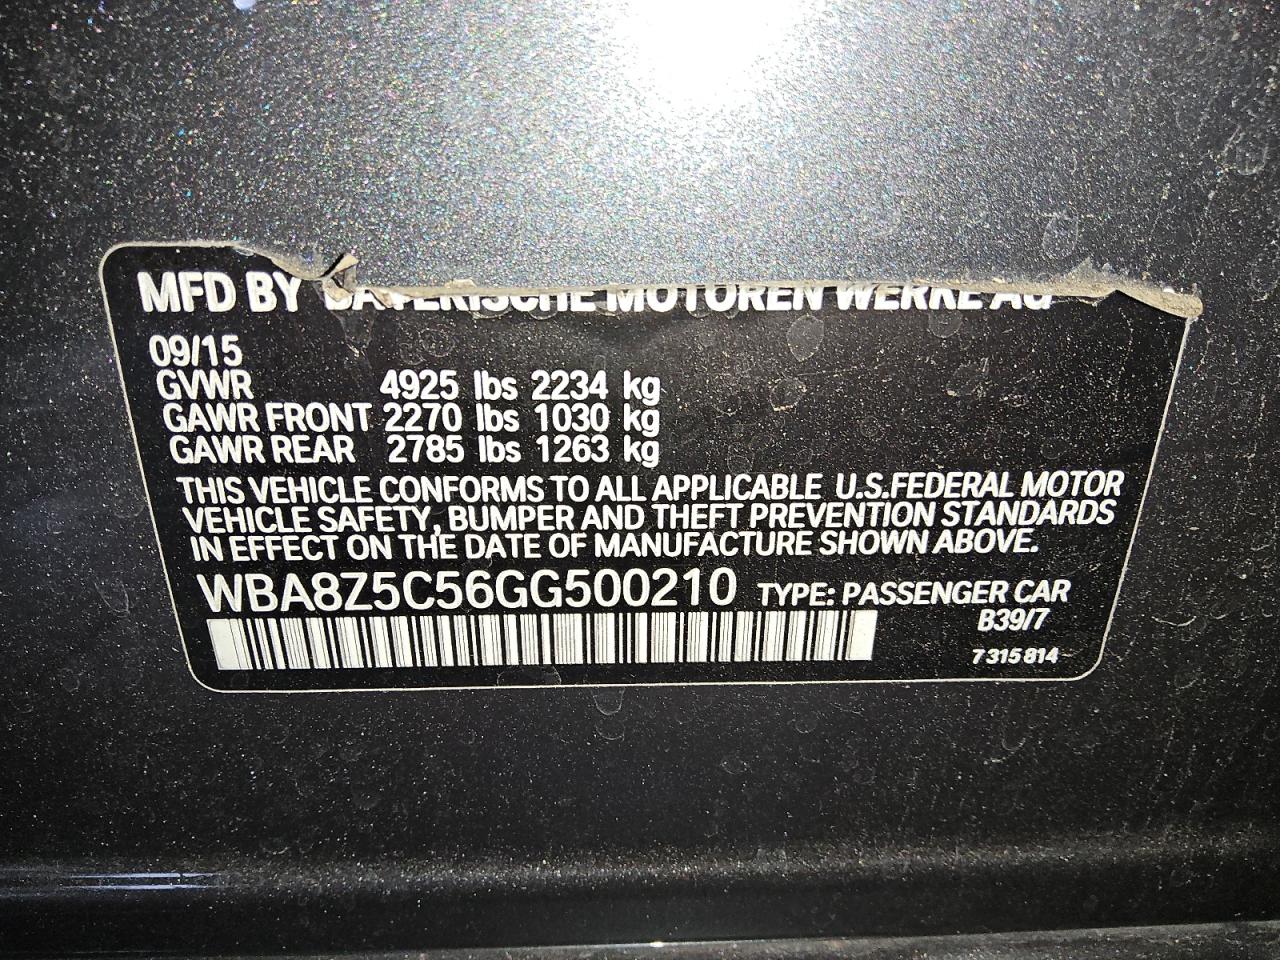 MFD BY BAYERISCHE MOTOREN WERKE AG
09/15
GVWR 4925 lbs 2234 kg
GAWR FRONT 2270 lbs 1030 kg
GAWR REAR 2785 lbs 1263 kg
THIS VEHICLE CONFORMS TO ALL APPLICABLE U.S.FEDERAL MOTOR
VEHICLE SAFETY, BUMPER AND THEFT PREVENTION STANDARDS
IN EFFECT ON THE DATE OF MANUFACTURE SHOWN ABOVE.
WBA8Z5C56GG500210 TYPE: PASSENGER CAR
B39/7
7 315 814